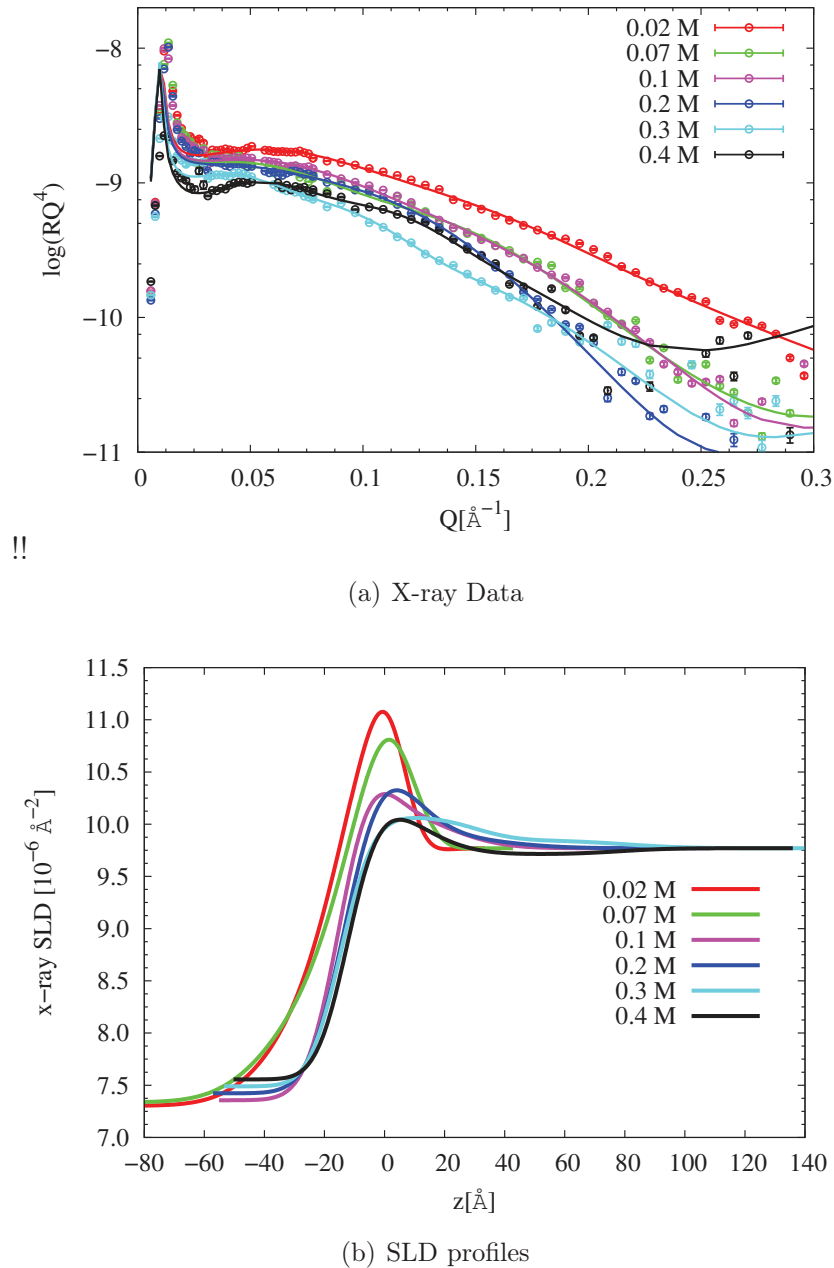 -8
-9
-10
-11
log(RQ⁴)
0.02 M
0.07 M
0.1 M
0.2 M
0.3 M
0.4 M
0 0.05 0.1 0.15 0.2 0.25 0.3
Q[Å⁻¹]
!!
(a) X-ray Data
11.5
11.0
10.5
10.0
9.5
9.0
8.5
8.0
7.5
7.0
x-ray SLD [10⁻⁶ Å⁻²]
0.02 M
0.07 M
0.1 M
0.2 M
0.3 M
0.4 M
-80 -60 -40 -20 0 20 40 60 80 100 120 140
z[Å]
(b) SLD profiles